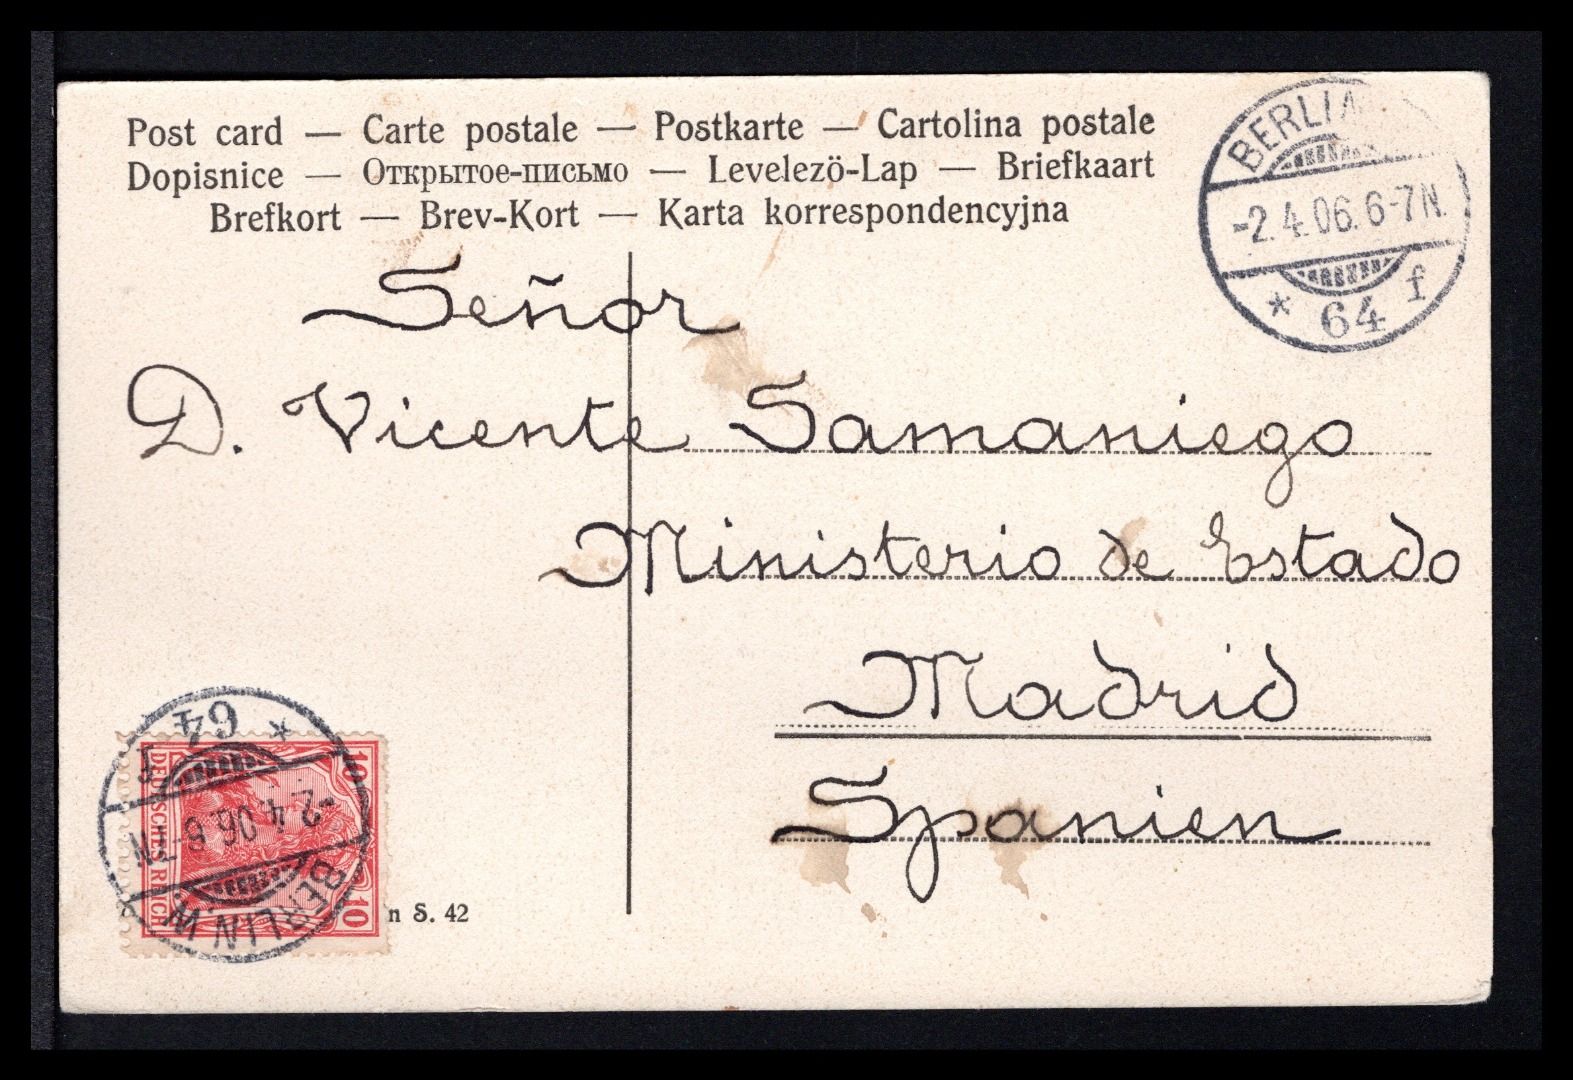 Post card — Carte postale — Postkarte — Cartolina postale
Dopisnice — Открытое-письмо — Levelezö-Lap — Briefkaart
Brefkort — Brev-Kort — Karta korrespondencyjna
BERLIN
-2.4.06.6-7N.
* 64 f
Señor
D. Vicente Samaniego
Ministerio de Estado
Madrid
Spanien
BERLIN.W.
-2.4.06.6-7N
* 64 f
DEUTSCHES REICH
10 10
n S. 42